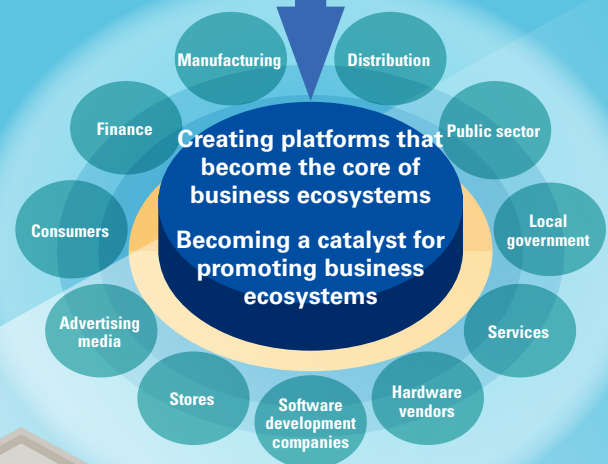 Manufacturing
Distribution
Finance
Public sector
Creating platforms that
become the core of
business ecosystems
Consumers
Local
government
Becoming a catalyst for
promoting business
ecosystems
Advertising
media
Services
Stores
Software
development
companies
Hardware
vendors